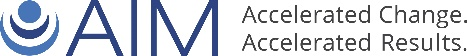 AIM
Accelerated Change.
Accelerated Results.